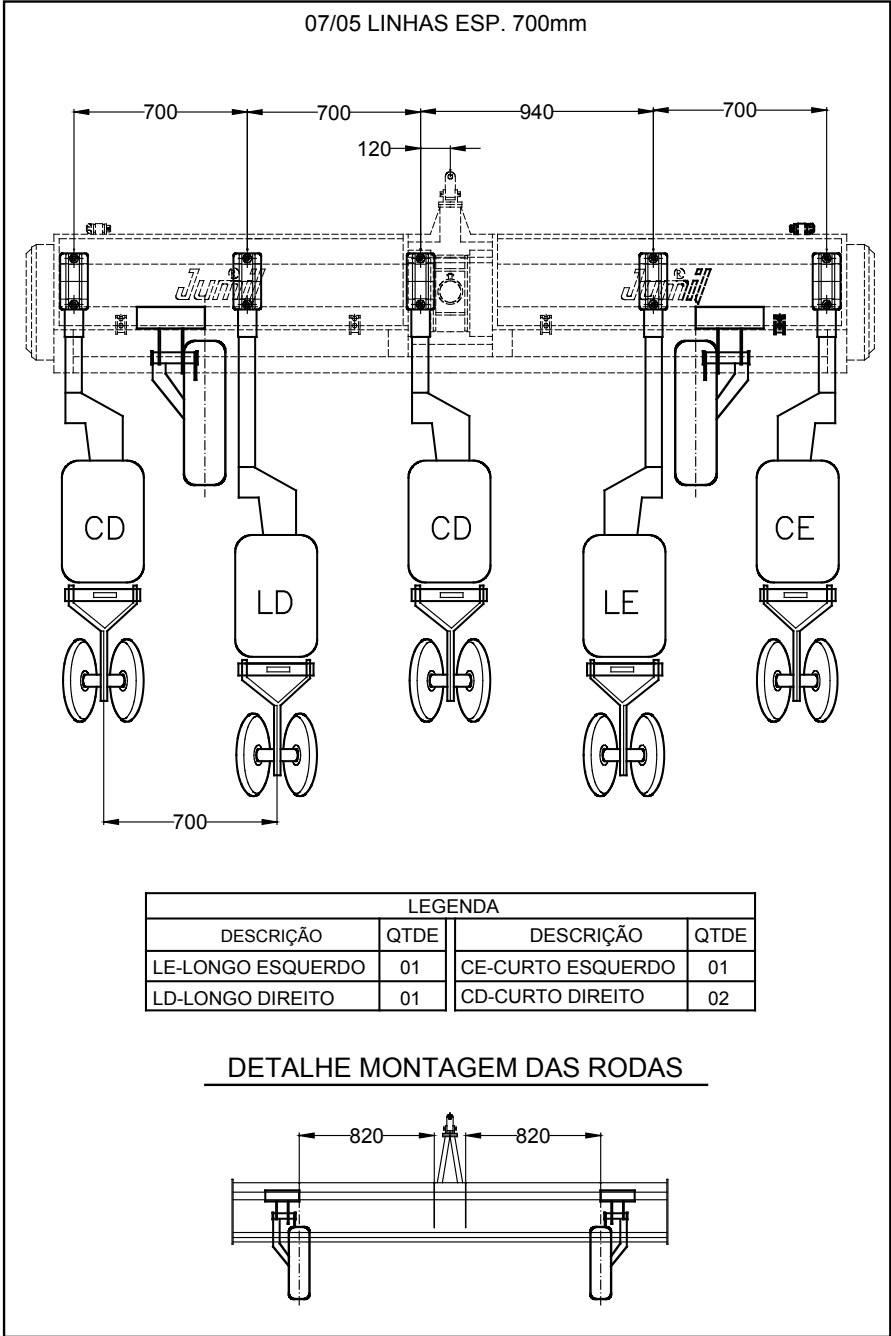 07/05 LINHAS ESP. 700mm
700 700 940 700
120
Jumil Jumil
CD LD CD LE CE
700
LEGENDA
DESCRIÇÃO QTDE DESCRIÇÃO QTDE
LE-LONGO ESQUERDO 01 CE-CURTO ESQUERDO 01
LD-LONGO DIREITO 01 CD-CURTO DIREITO 02
DETALHE MONTAGEM DAS RODAS
820 820